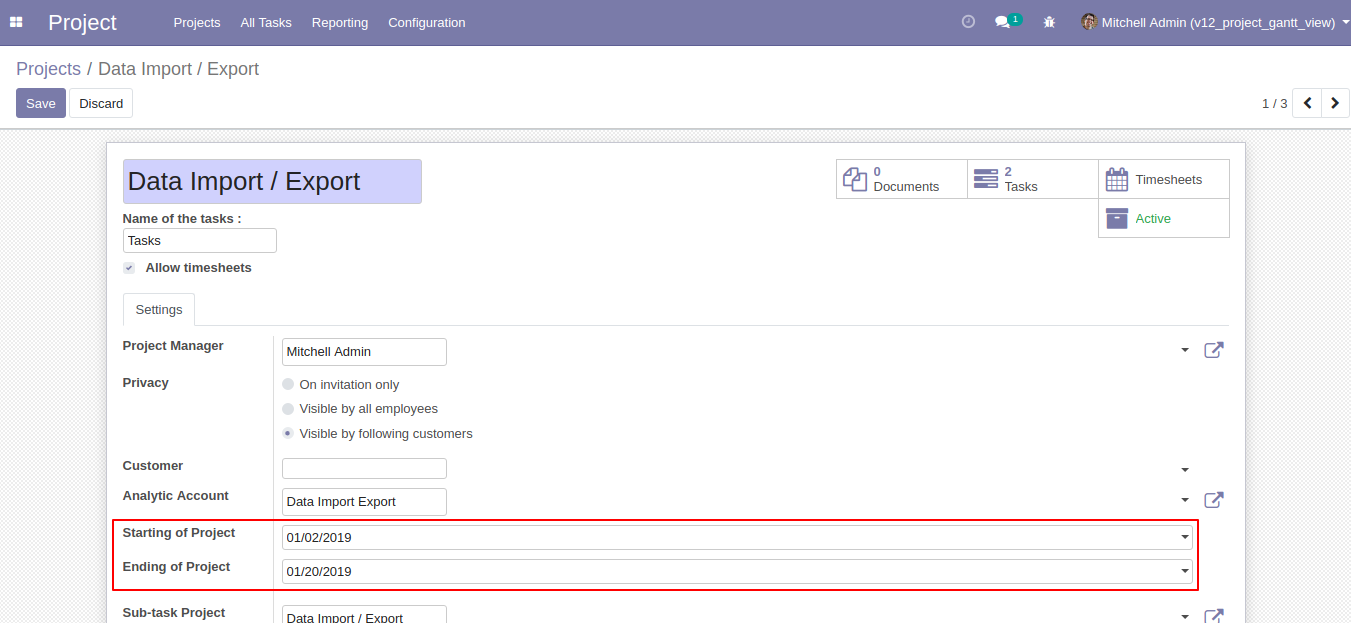 Project Projects All Tasks Reporting Configuration 1 Mitchell Admin (v12_project_gantt_view)
Projects / Data Import / Export
Save Discard 1 / 3
Data Import / Export
0 Documents 2 Tasks Timesheets
Active
Name of the tasks :
Tasks
Allow timesheets
Settings
Project Manager Mitchell Admin
Privacy On invitation only
Visible by all employees
Visible by following customers
Customer
Analytic Account Data Import Export
Starting of Project 01/02/2019
Ending of Project 01/20/2019
Sub-task Project Data Import / Export